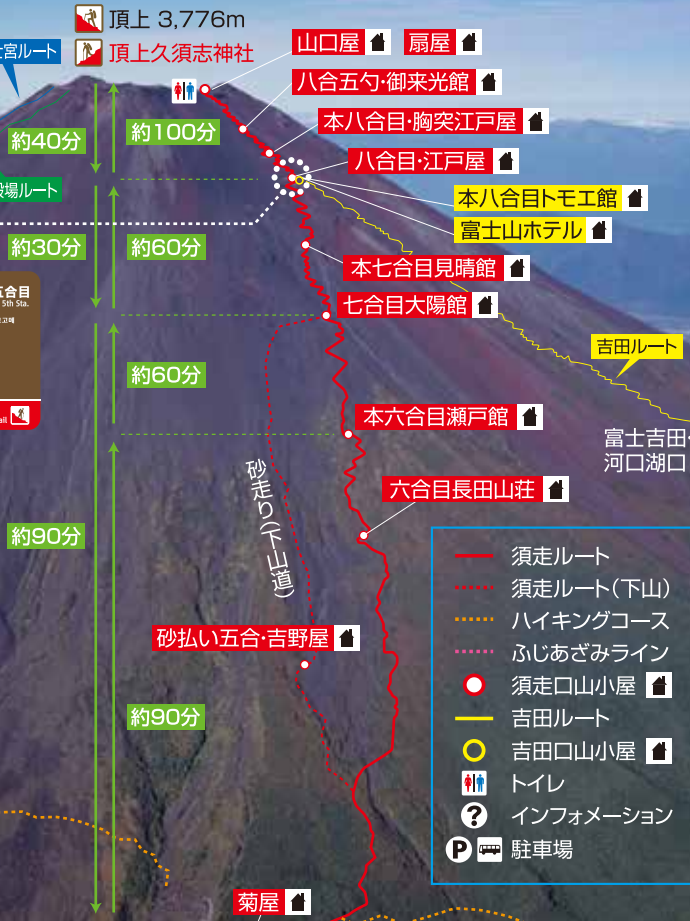 頂上 3,776m
頂上久須志神社
宮ルート
山口屋
扇屋
八合五勺・御来光館
本八合目・胸突江戸屋
八合目・江戸屋
本八合目トモエ館
富士山ホテル
約40分
約100分
場ルート
約30分
約60分
本七合目見晴館
七合目大陽館
五合目
5th Sta.
吉田ルート
約60分
本六合目瀬戸館
富士吉田・
河口湖口
砂走り(下山道)
六合目長田山荘
約90分
砂払い五合・吉野屋
約90分
菊屋
須走ルート
須走ルート(下山)
ハイキングコース
ふじあざみライン
須走口山小屋
吉田ルート
吉田口山小屋
トイレ
? インフォメーション
P 駐車場